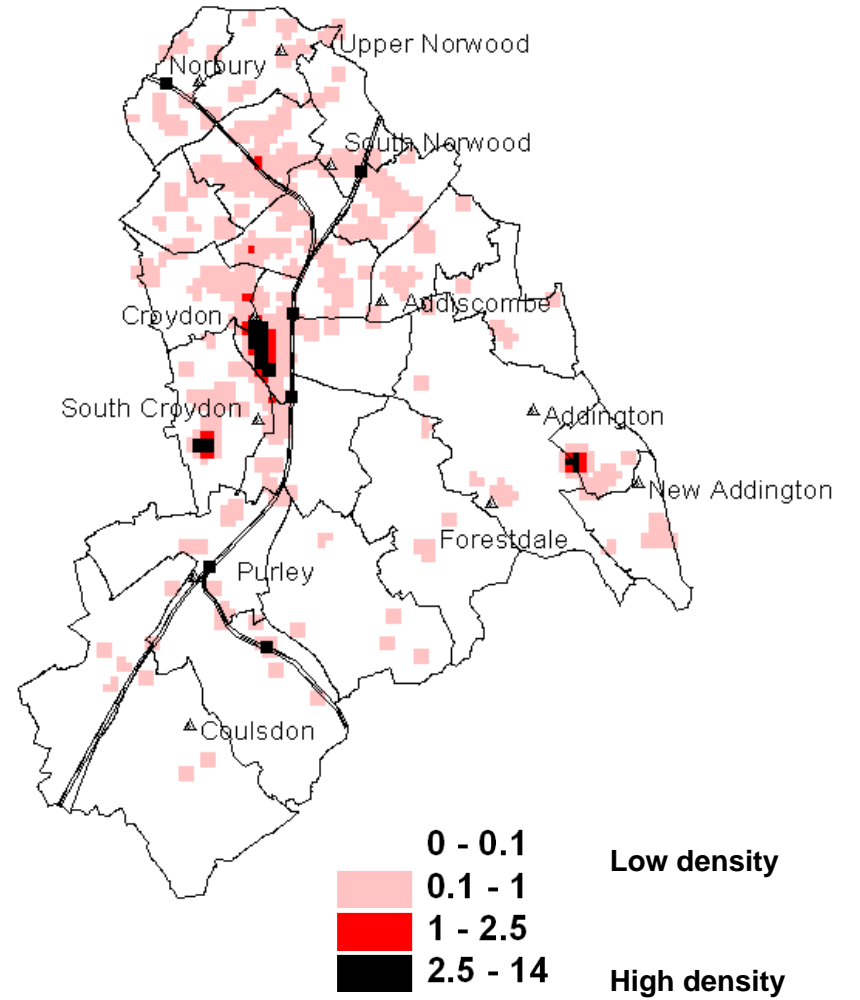 Upper Norwood
Norbury
South Norwood
Addiscombe
Croydon
South Croydon
Addington
New Addington
Forestdale
Purley
Coulsdon
0 - 0.1
Low density
0.1 - 1
1 - 2.5
2.5 - 14
High density